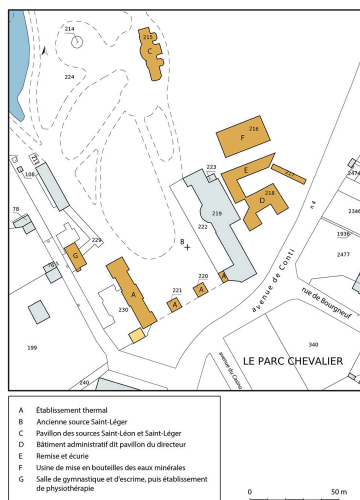 214
215
C
224
216
F
E
217
218
D
223
219
222
B
n 4
2474
2346
1936
2477
108
78
229
G
A
230
221
A
220
A
A
199
240
avenue de Conti
rue de Bourgneuf
avenue du Casino
340
LE PARC CHEVALIER
A Établissement thermal
B Ancienne source Saint-Léger
C Pavillon des sources Saint-Léon et Saint-Léger
D Bâtiment administratif dit pavillon du directeur
E Remise et écurie
F Usine de mise en bouteilles des eaux minérales
G Salle de gymnastique et d'escrime, puis établissement
de physiothérapie
0 50 m